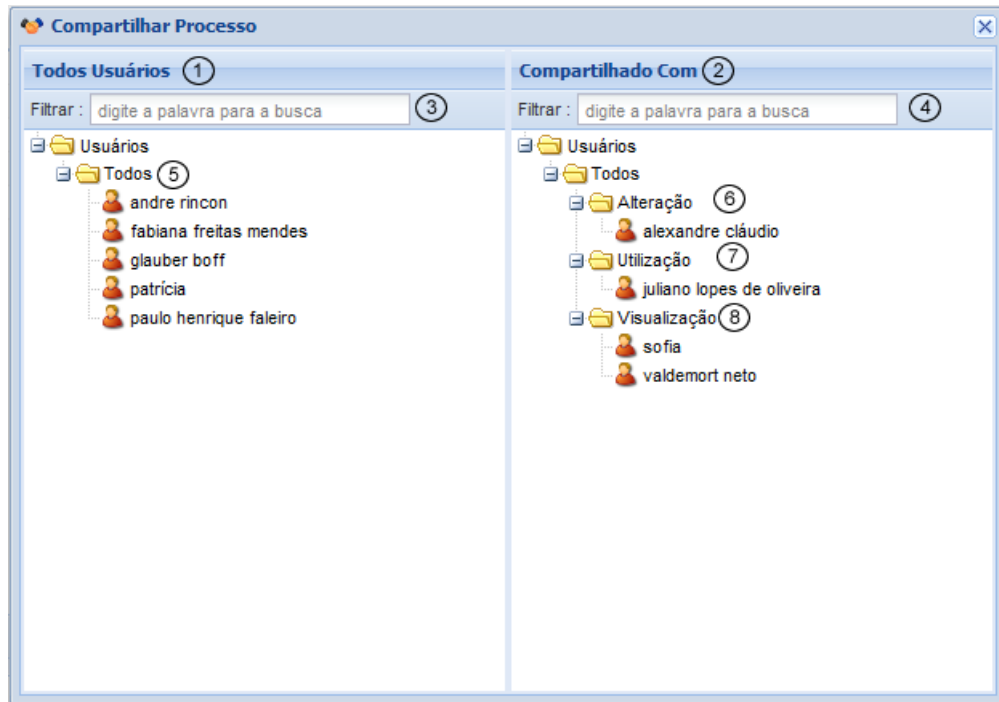 Compartilhar Processo
Todos Usuários 1
Filtrar : digite a palavra para a busca 3
Usuários
Todos 5
andre rincon
fabiana freitas mendes
glauber boff
patrícia
paulo henrique faleiro
Compartilhado Com 2
Filtrar : digite a palavra para a busca 4
Usuários
Todos
Alteração 6
alexandre cláudio
Utilização 7
juliano lopes de oliveira
Visualização 8
sofia
valdemort neto